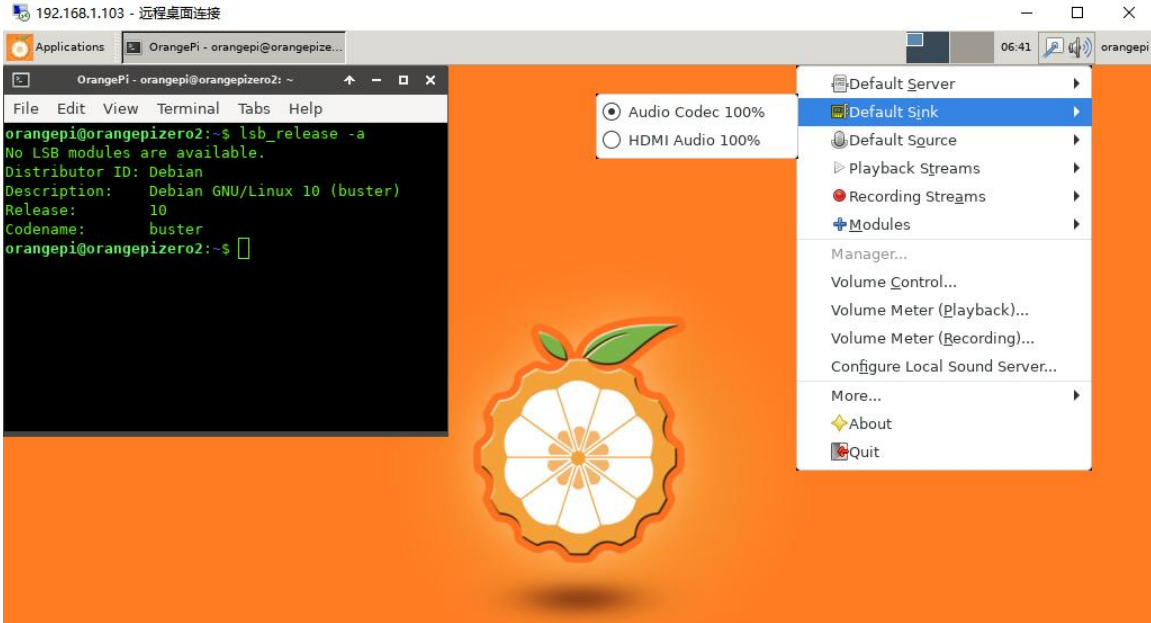 192.168.1.103 - 远程桌面连接
Applications
OrangePi - orangepi@orangepize...
06:41
orangepi
OrangePi - orangepi@orangepizero2: ~
File Edit View Terminal Tabs Help
orangepi@orangepizero2:~$ lsb_release -a
No LSB modules are available.
Distributor ID: Debian
Description: Debian GNU/Linux 10 (buster)
Release: 10
Codename: buster
orangepi@orangepizero2:~$
Audio Codec 100%
HDMI Audio 100%
Default Server
Default Sink
Default Source
Playback Streams
Recording Streams
Modules
Manager...
Volume Control...
Volume Meter (Playback)...
Volume Meter (Recording)...
Configure Local Sound Server...
More...
About
Quit